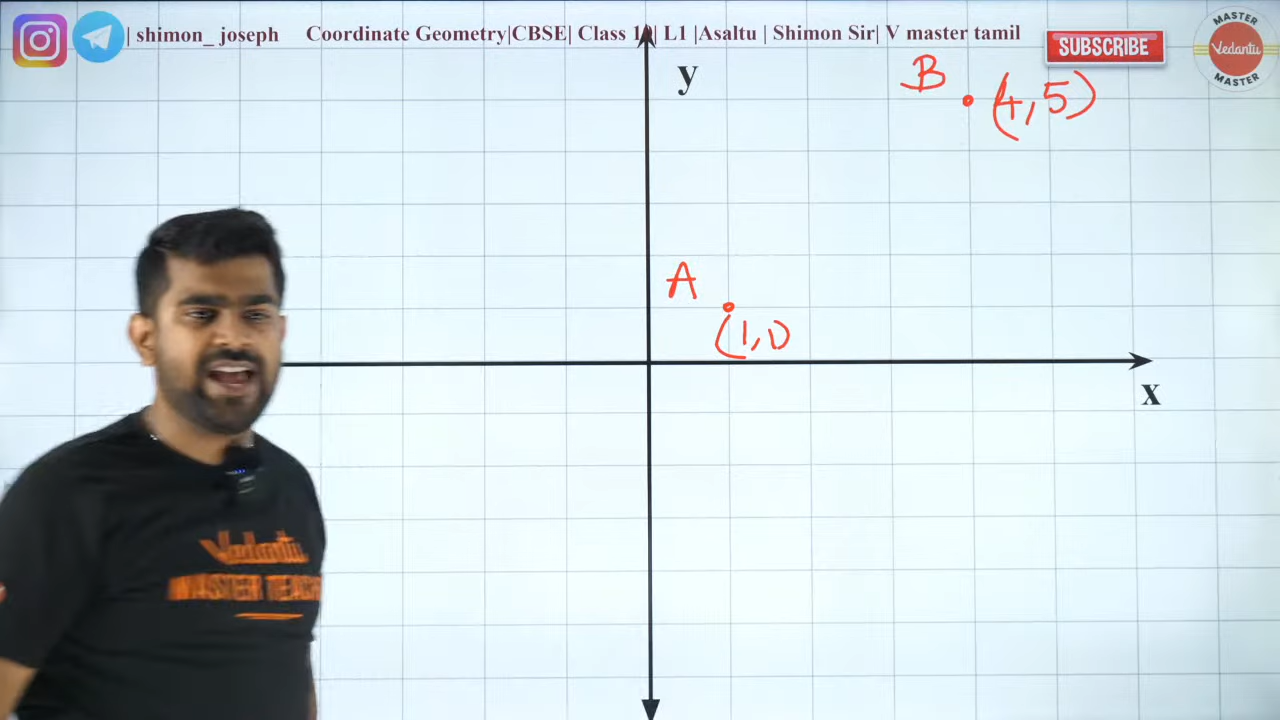 | shimon_ joseph Coordinate Geometry|CBSE| Class 10| L1 |Asaltu | Shimon Sir| V master tamil
SUBSCRIBE
MASTER
Vedantu
MASTER
y
B
(4,5)
A
(1,1)
x
Vedantu
MASTER